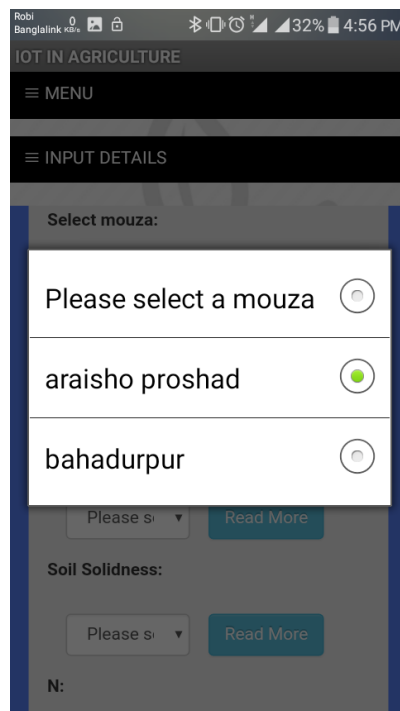 Robi
Banglalink 0 KB/s 32% 4:56 PM
IOT IN AGRICULTURE
≡ MENU
≡ INPUT DETAILS
Select mouza:
Please select a mouza
araisho proshad
bahadurpur
Please s Read More
Soil Solidness:
Please s Read More
N: